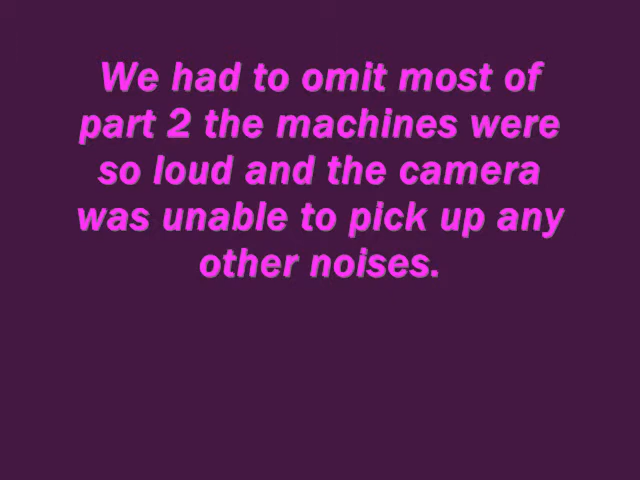 We had to omit most of
part 2 the machines were
so loud and the camera
was unable to pick up any
other noises.